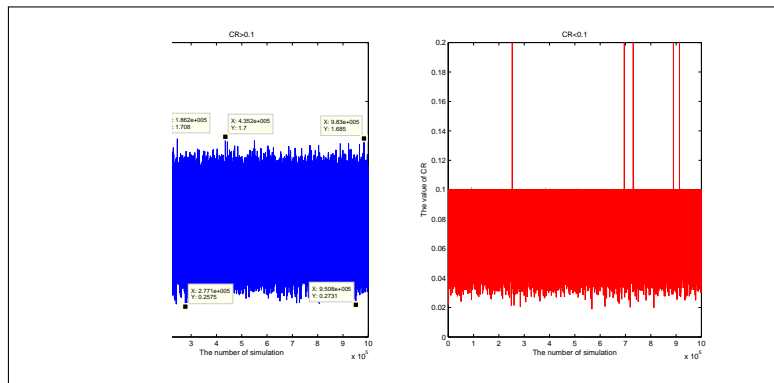 CR>0.1
: 1.862e+005
: 1.708
X: 4.352e+005
Y: 1.7
X: 9.83e+005
Y: 1.685
X: 2.771e+005
Y: 0.2575
X: 9.508e+005
Y: 0.2731
3 4 5 6 7 8 9 10
x 10^5
The number of simulation
CR<0.1
The value of CR
0.2
0.18
0.16
0.14
0.12
0.1
0.08
0.06
0.04
0.02
0
0 1 2 3 4 5 6 7 8 9 10
x 10^5
The number of simulation